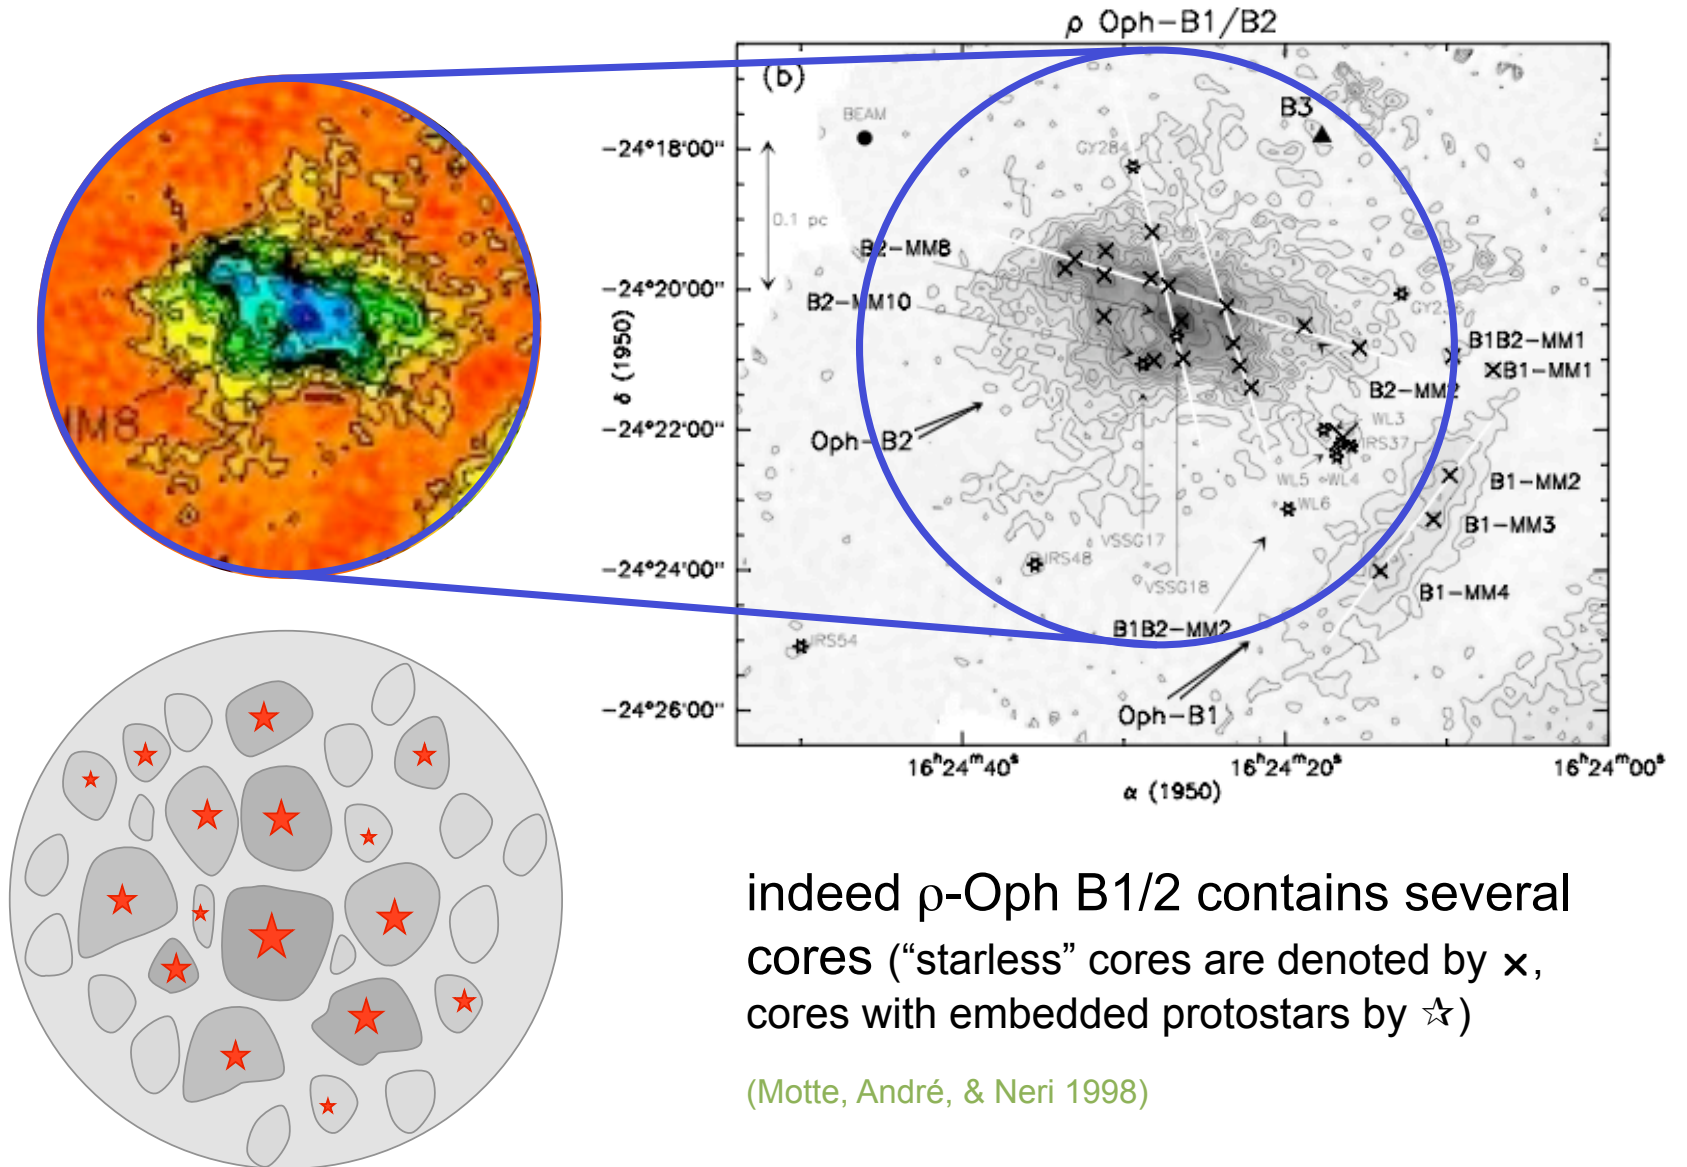 ρ Oph-B1/B2
(b)
BEAM
B3
-24°18'00"
GY284
0.1 pc
B2-MM8
-24°20'00"
B2-MM10
B1B2-MM1
B1-MM1
δ (1950)
B2-MM2
MM8
-24°22'00"
WL3
Oph-B2
IRS37
WL5
WL4
B1-MM2
WL6
B1-MM3
VSSG17
IRS48
-24°24'00"
VSSG18
B1-MM4
B1B2-MM2
IRS54
-24°26'00"
Oph-B1
16h24m40s
16h24m20s
16h24m00s
α (1950)
indeed ρ-Oph B1/2 contains several
cores (“starless” cores are denoted by ×,
cores with embedded protostars by ☆)
(Motte, André, & Neri 1998)